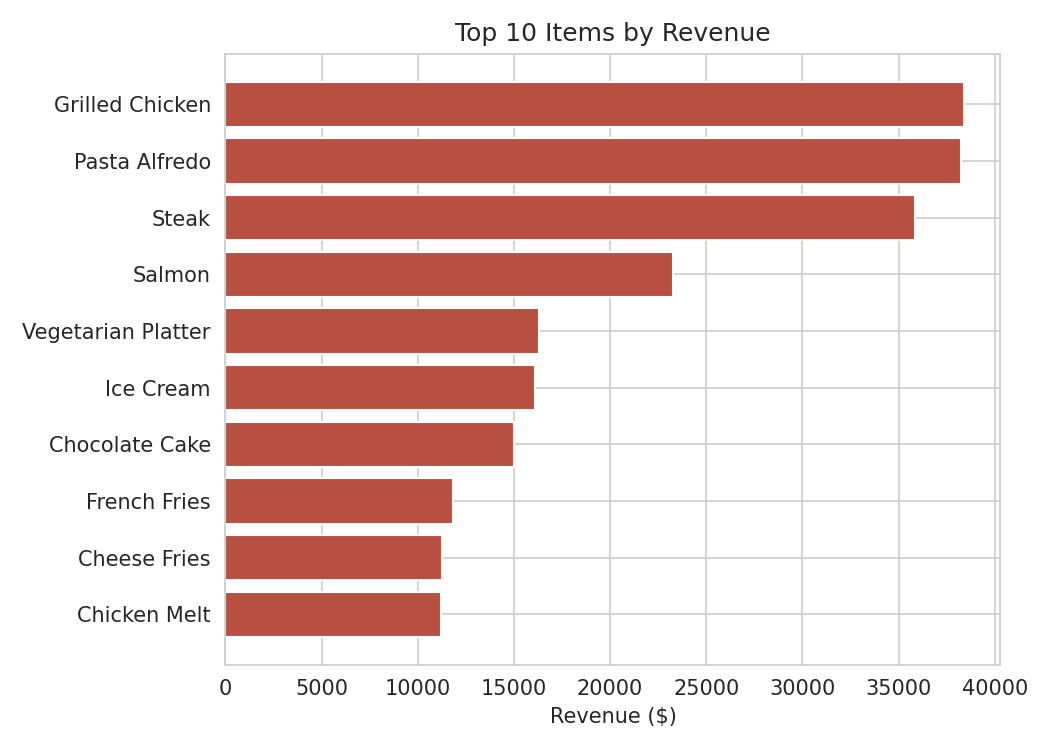 Top 10 Items by Revenue
Grilled Chicken
Pasta Alfredo
Steak
Salmon
Vegetarian Platter
Ice Cream
Chocolate Cake
French Fries
Cheese Fries
Chicken Melt
0 5000 10000 15000 20000 25000 30000 35000 40000
Revenue ($)